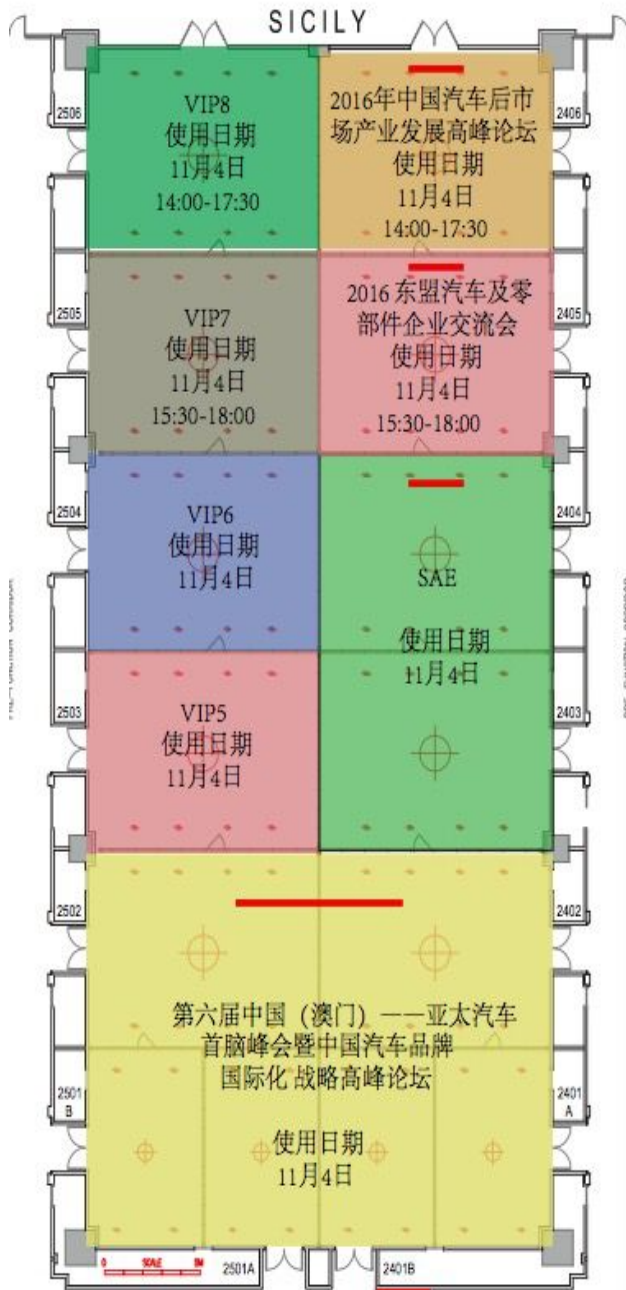 SICILY
2506
VIP8
使用日期
11月4日
14:00-17:30
2016年中国汽车后市
场产业发展高峰论坛
使用日期
11月4日
14:00-17:30
2406
2505
VIP7
使用日期
11月4日
15:30-18:00
2016 东盟汽车及零
部件企业交流会
使用日期
11月4日
15:30-18:00
2405
2504
VIP6
使用日期
11月4日
SAE
使用日期
11月4日
2404
2503
VIP5
使用日期
11月4日
2403
2502
2402
第六届中国（澳门）——亚太汽车
首脑峰会暨中国汽车品牌
国际化 战略高峰论坛
使用日期
11月4日
2501
B
2401
A
0 SCALE 5M
2501A
2401B